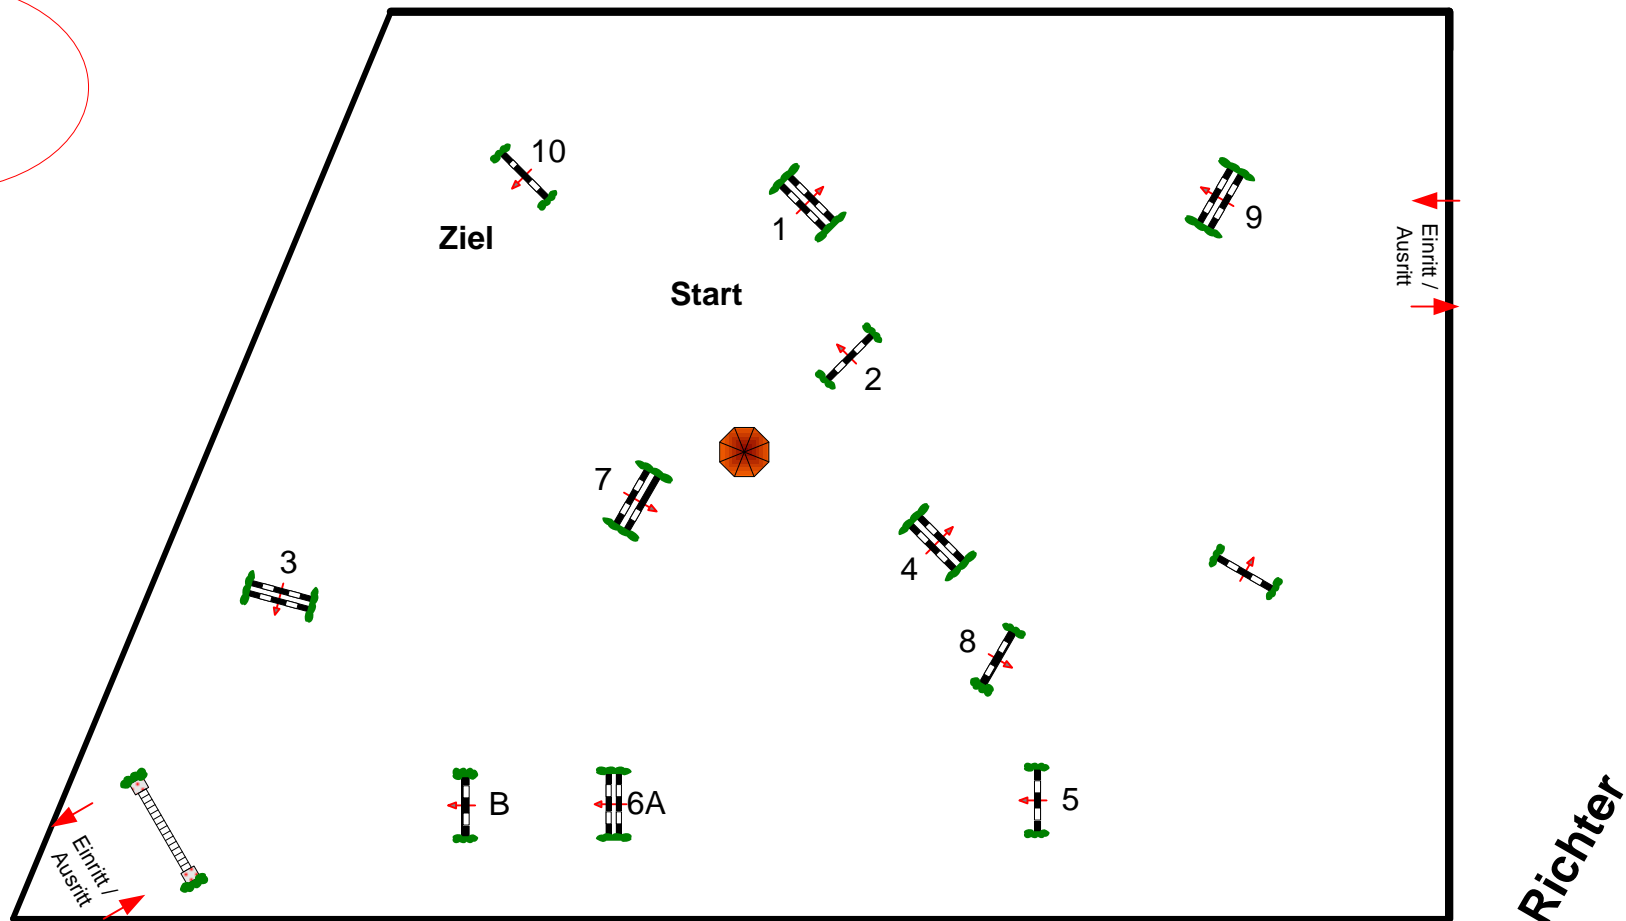 10
1
9
Ziel
Einritt /
Ausritt
Start
2
7
3
4
8
B
6A
5
Einritt /
Ausritt
Richter